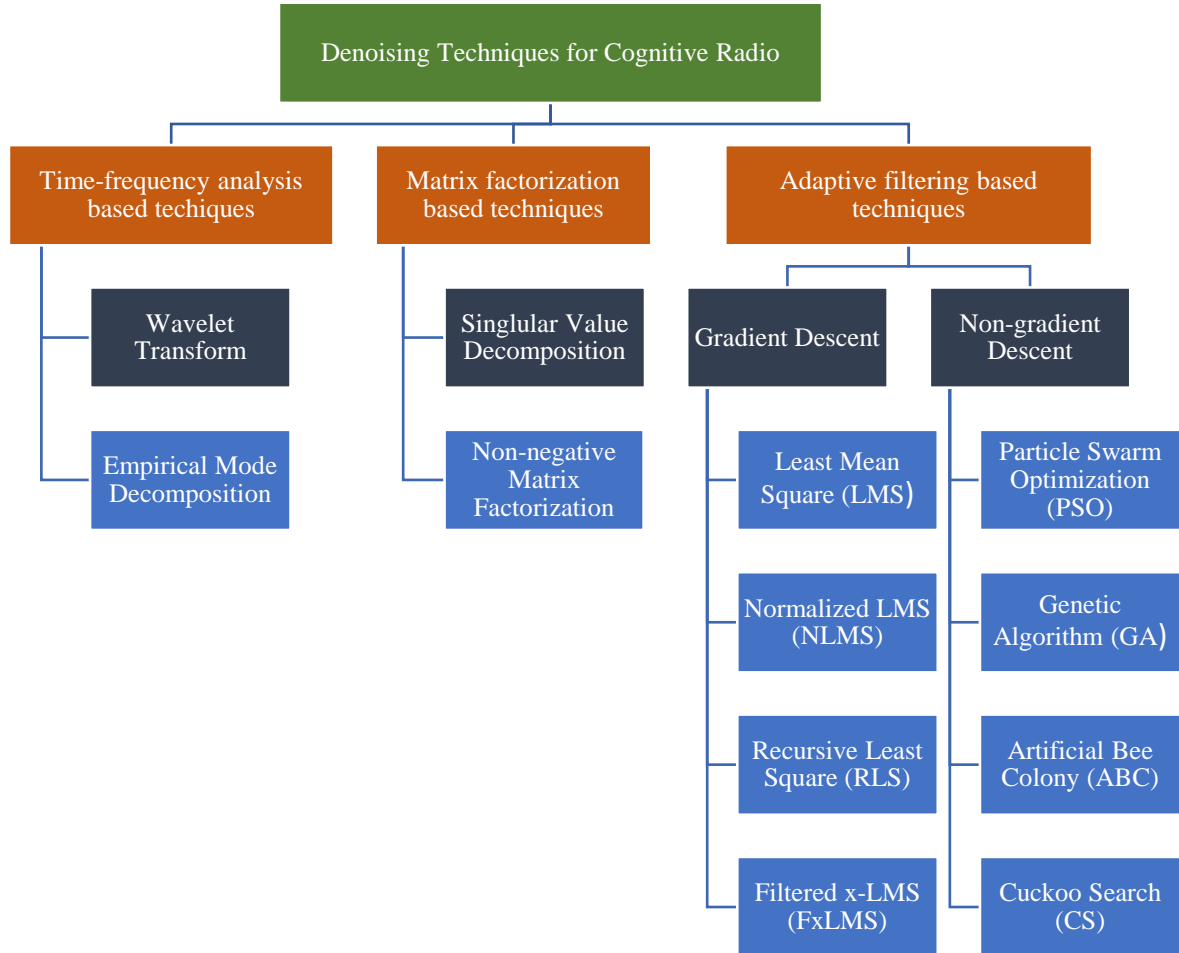 Denoising Techniques for Cognitive Radio
Time-frequency analysis
based techiques
Matrix factorization
based techniques
Adaptive filtering based
techniques
Wavelet
Transform
Empirical Mode
Decomposition
Singlular Value
Decomposition
Non-negative
Matrix
Factorization
Gradient Descent
Least Mean
Square (LMS)
Normalized LMS
(NLMS)
Recursive Least
Square (RLS)
Filtered x-LMS
(FxLMS)
Non-gradient
Descent
Particle Swarm
Optimization
(PSO)
Genetic
Algorithm (GA)
Artificial Bee
Colony (ABC)
Cuckoo Search
(CS)